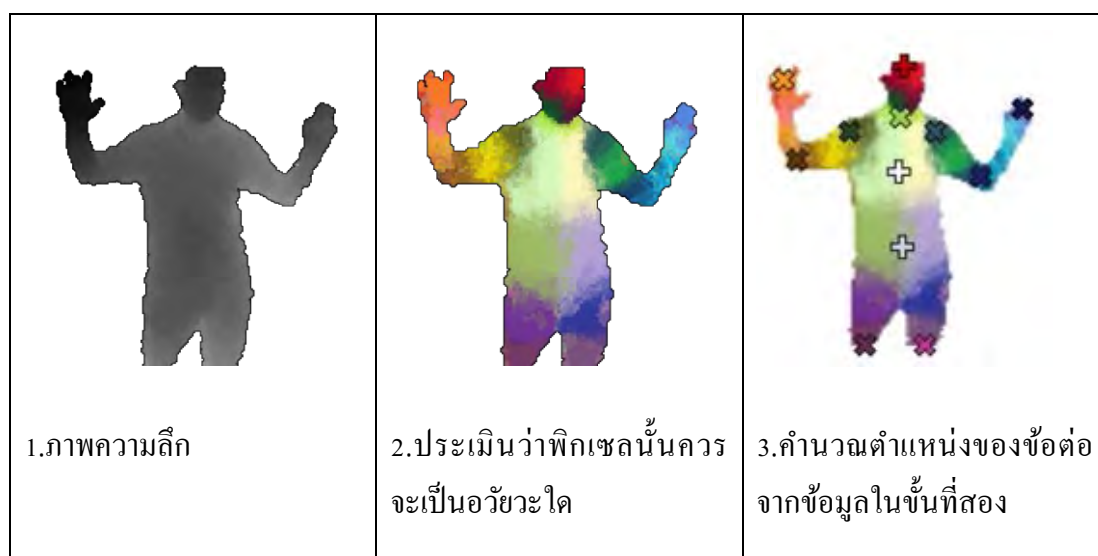 1.ภาพความลึก
2.ประเมินว่าพิกเซลนั้นควร
จะเป็นอวัยวะใด
3.คำนวณตำแหน่งของข้อต่อ
จากข้อมูลในขั้นที่สอง